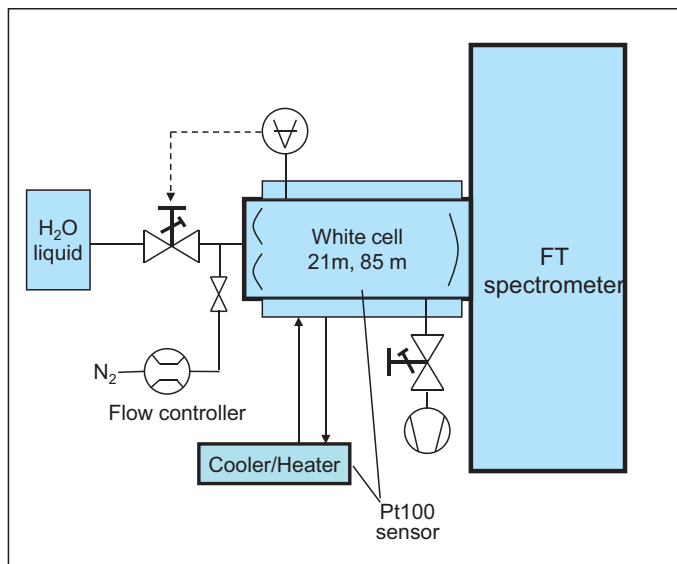 H₂O
liquid
White cell
21m, 85 m
FT
spectrometer
N₂
Flow controller
Cooler/Heater
Pt100
sensor